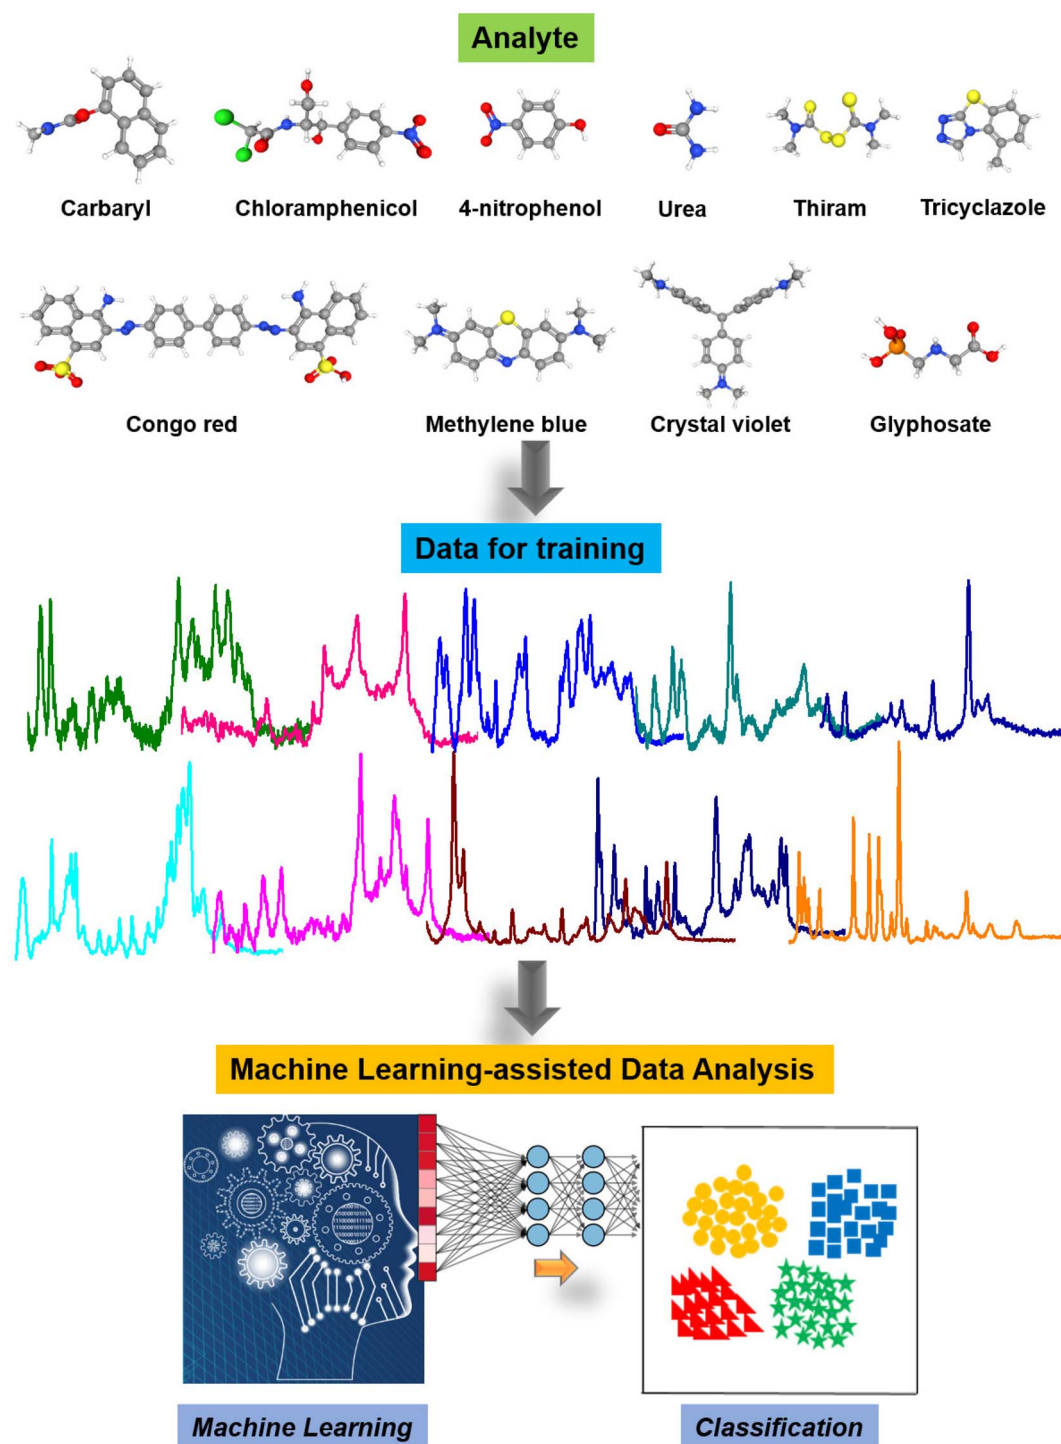 Analyte
Carbaryl
Chloramphenicol
4-nitrophenol
Urea
Thiram
Tricyclazole
Congo red
Methylene blue
Crystal violet
Glyphosate
Data for training
Machine Learning-assisted Data Analysis
Machine Learning
Classification